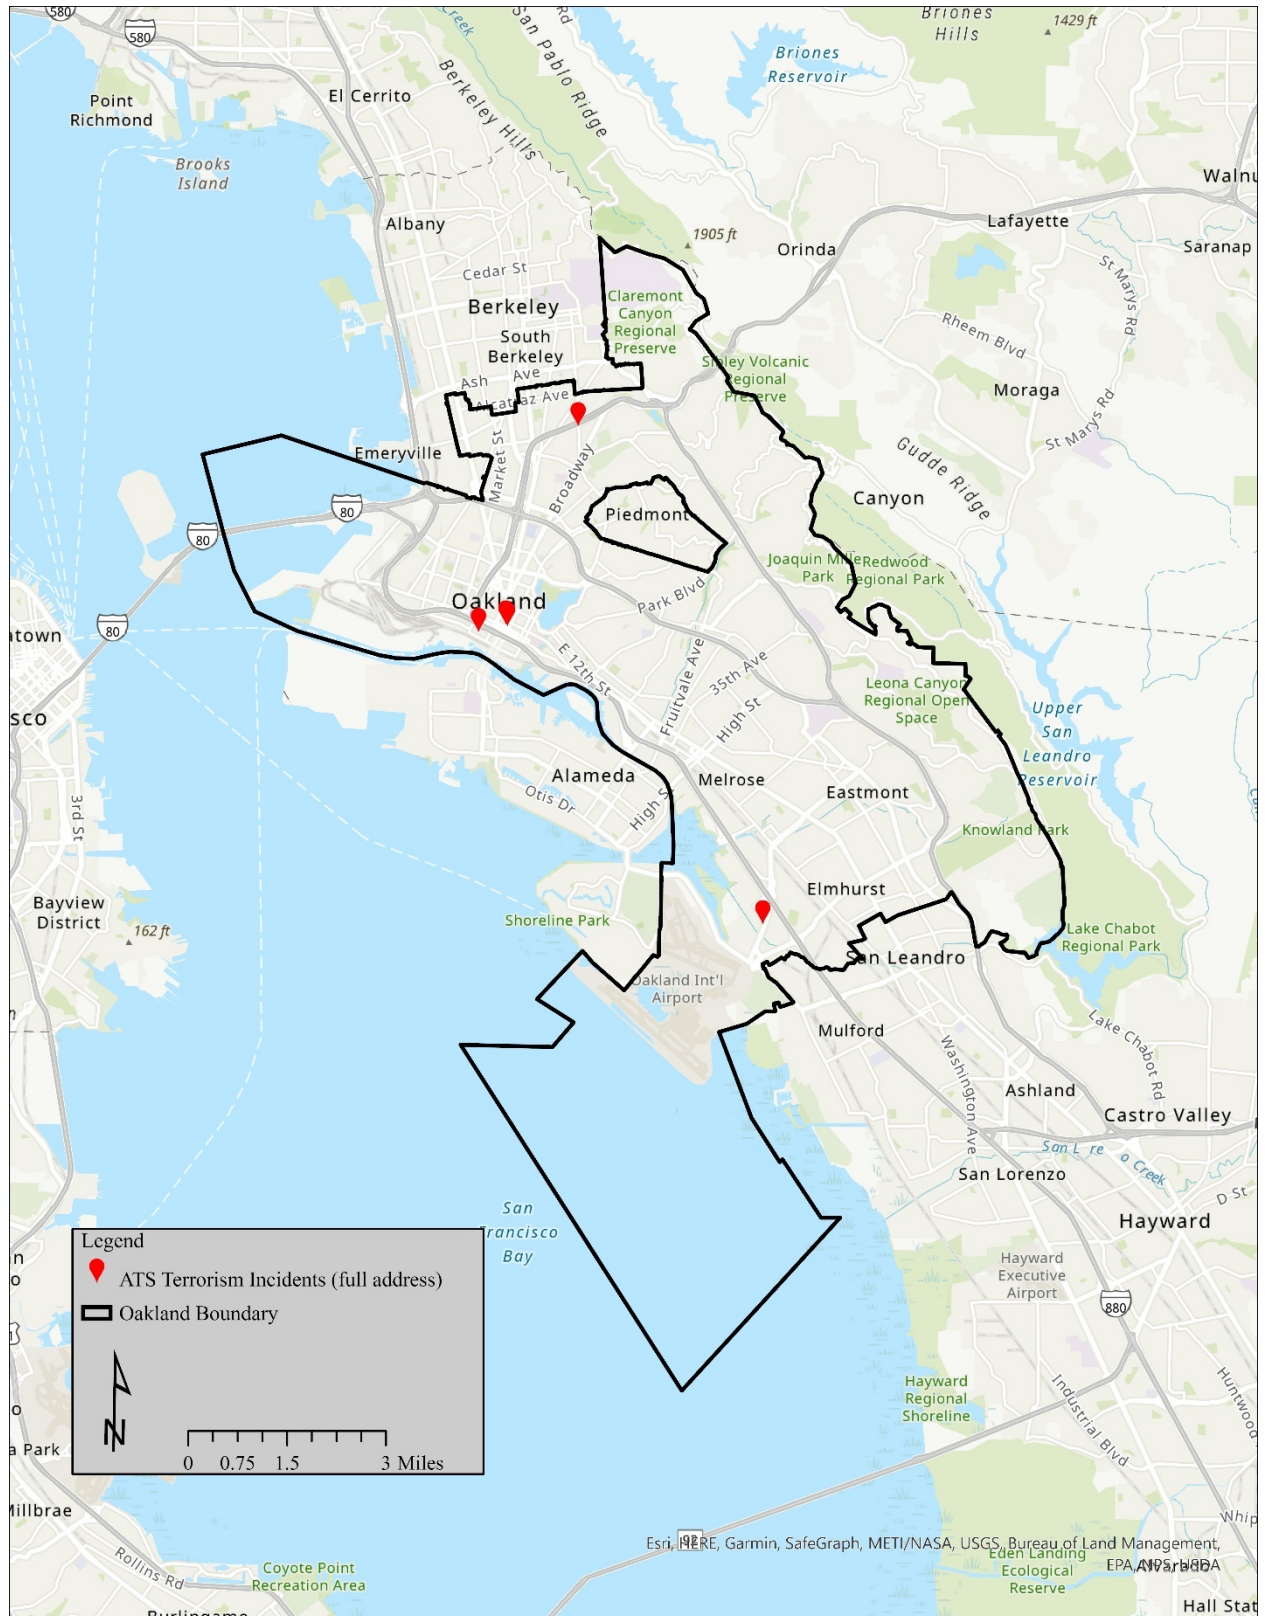 580
580
Creek
San Pablo Ridge
Rd
Briones
Hills
1429 ft
Briones
Reservoir
El Cerrito
Berkeley Hills
Point
Richmond
Brooks
Island
Walnu
Albany
1905 ft
Orinda
Lafayette
Saranap
Cedar St
Berkeley
South
Berkeley
Claremont
Canyon
Regional
Preserve
St Marys Rd
Rheem Blvd
Ash Ave
Alcatraz Ave
Sibley Volcanic
Regional
Preserve
Moraga
St Marys Rd
Emeryville
Market St
Broadway
Gudde Ridge
Canyon
80
80
80
Piedmont
Joaquin Miller
Park
Redwood
Regional Park
Oakland
Park Blvd
atown
sco
E 12th St
Fruitvale Ave
35th Ave
High St
Leona Canyon
Regional Open
Space
Upper
San
Leandro
Reservoir
Alameda
Otis Dr
High St
Melrose
Eastmont
3rd St
Knowland Park
Bayview
District
162 ft
Shoreline Park
Elmhurst
Lake Chabot
Regional Park
San Leandro
Oakland Int'l
Airport
Mulford
Lake Chabot Rd
Washington Ave
Ashland
Castro Valley
San L re o Creek
San Lorenzo
D St
Hayward
San
Francisco
Bay
Hayward
Executive
Airport
880
Legend
ATS Terrorism Incidents (full address)
Oakland Boundary
N
0 0.75 1.5 3 Miles
n
o
o
a Park
Millbrae
Rollins Rd
Burlingame
Coyote Point
Recreation Area
Hayward
Regional
Shoreline
Industrial Blvd
Huntwood
Whip
92
Eden Landing
Ecological
Reserve
Alvarado
Hall Stat
Esri, HERE, Garmin, SafeGraph, METI/NASA, USGS, Bureau of Land Management,
EPA, NPS, USDA